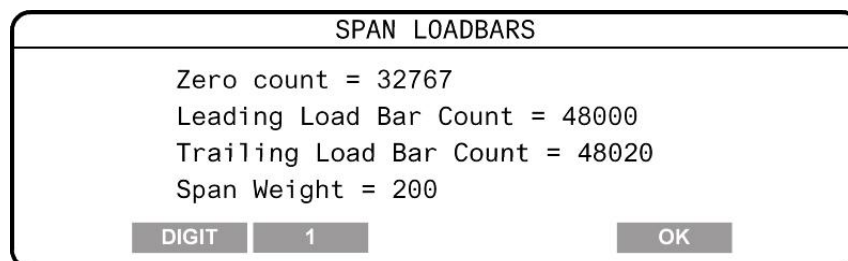 SPAN LOADBARS
Zero count = 32767
Leading Load Bar Count = 48000
Trailing Load Bar Count = 48020
Span Weight = 200
DIGIT 1 OK